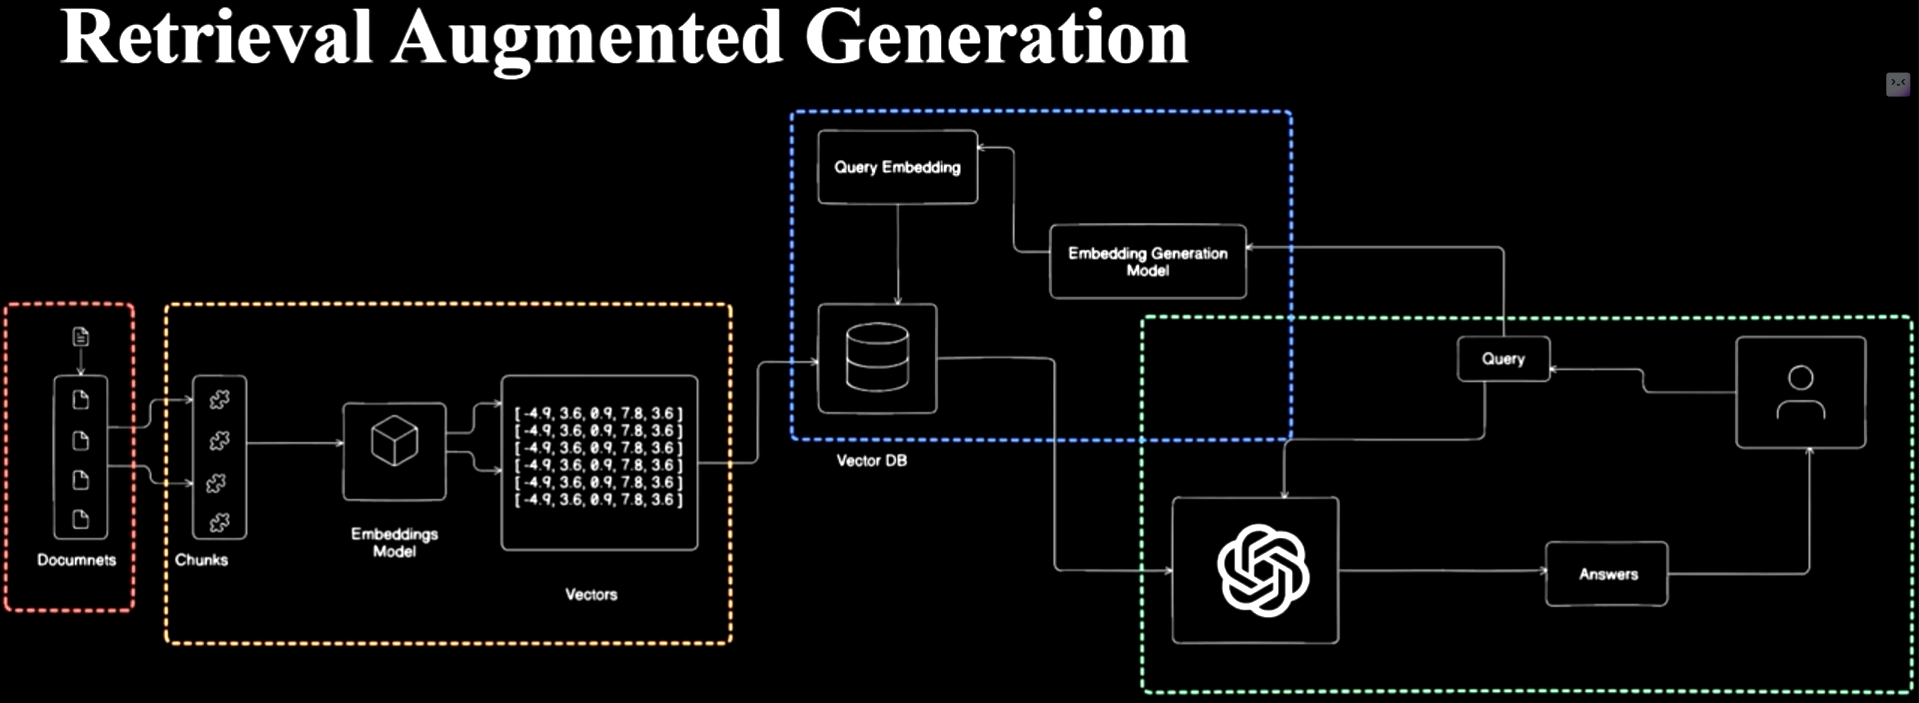 Retrieval Augmented Generation
Query Embedding
Embedding Generation
Model
Query
Vector DB
[ -4.9, 3.6, 0.9, 7.8, 3.6 ]
[ -4.9, 3.6, 0.9, 7.8, 3.6 ]
[ -4.9, 3.6, 0.9, 7.8, 3.6 ]
[ -4.9, 3.6, 0.9, 7.8, 3.6 ]
[ -4.9, 3.6, 0.9, 7.8, 3.6 ]
[ -4.9, 3.6, 0.9, 7.8, 3.6 ]
Documnets
Chunks
Embeddings
Model
Vectors
Answers